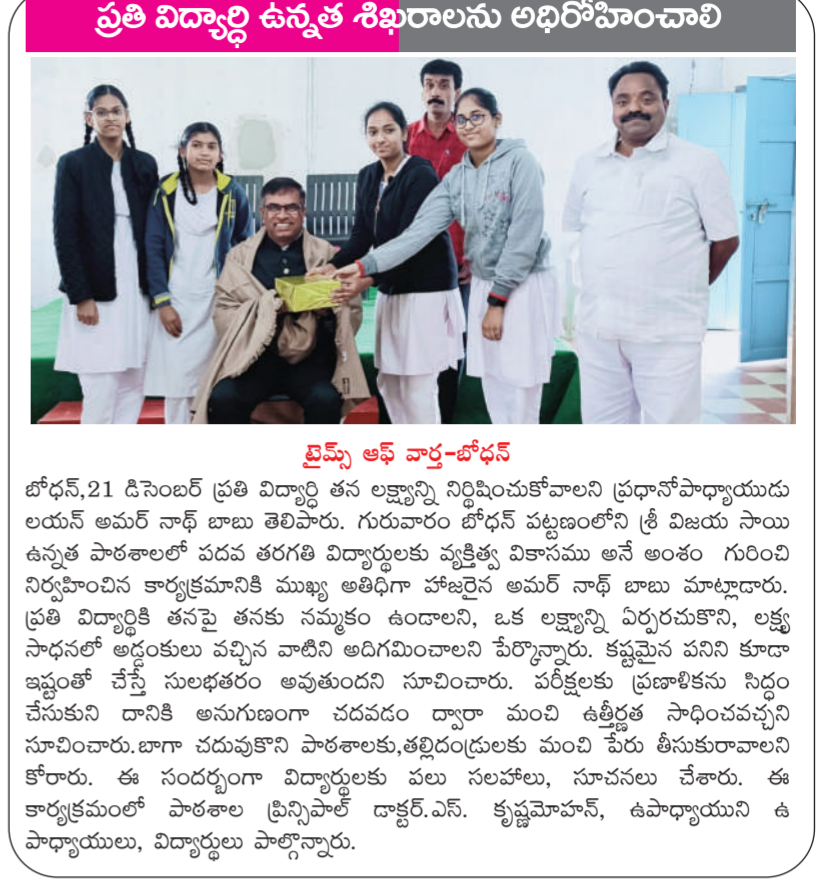 ప్రతి విద్యార్థి ఉన్నత శిఖరాలను అధిరోహించాలి
టైమ్స్ ఆఫ్ వార్త-బోధన్
బోధన్,21 డిసెంబర్ ప్రతి విద్యార్థి తన లక్ష్యాన్ని నిర్దిషించుకోవాలని ప్రధానోపాధ్యాయుడు
లయన్ అమర్ నాథ్ బాబు తెలిపారు. గురువారం బోధన్ పట్టణంలోని శ్రీ విజయ సాయి
ఉన్నత పాఠశాలలో పదవ తరగతి విద్యార్థులకు వ్యక్తిత్వ వికాసము అనే అంశం గురించి
నిర్వహించిన కార్యక్రమానికి ముఖ్య అతిధిగా హాజరైన అమర్ నాథ్ బాబు మాట్లాడారు.
ప్రతి విద్యార్థికి తనపై తనకు నమ్మకం ఉండాలని, ఒక లక్ష్యాన్ని ఏర్పరచుకొని, లక్ష్య
సాధనలో అడ్డంకులు వచ్చిన వాటిని అదిగమించాలని పేర్కొన్నారు. కష్టమైన పనిని కూడా
ఇష్టంతో చేస్తే సులభతరం అవుతుందని సూచించారు. పరీక్షలకు ప్రణాళికను సిద్ధం
చేసుకుని దానికి అనుగుణంగా చదవడం ద్వారా మంచి ఉత్తీర్ణత సాధించవచ్చని
సూచించారు.బాగా చదువుకొని పాఠశాలకు,తల్లిదండ్రులకు మంచి పేరు తీసుకురావాలని
కోరారు. ఈ సందర్భంగా విద్యార్థులకు పలు సలహాలు, సూచనలు చేశారు. ఈ
కార్యక్రమంలో పాఠశాల ప్రిన్సిపాల్ డాక్టర్.ఎస్. కృష్ణమోహన్, ఉపాధ్యాయుని ఉ
పాధ్యాయులు, విద్యార్థులు పాల్గొన్నారు.